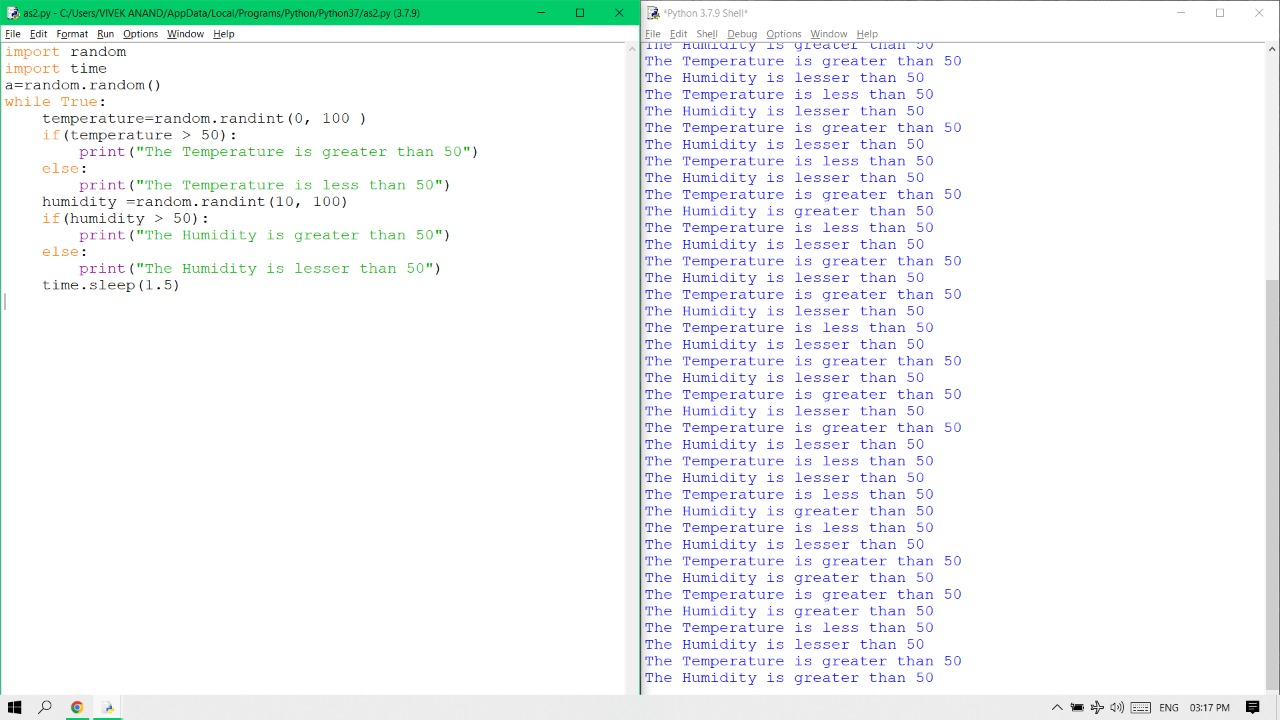 as2.py - C:/Users/VIVEK ANAND/AppData/Local/Programs/Python/Python37/as2.py (3.7.9)
File Edit Format Run Options Window Help
import random
import time
a=random.random()
while True:
    temperture=random.randint(0, 100 )
    if(temperature > 50):
        print("The Temperature is greater than 50")
    else:
        print("The Temperature is less than 50")
    humidity =random.randint(10, 100)
    if(humidity > 50):
        print("The Humidity is greater than 50")
    else:
        print("The Humidity is lesser than 50")
    time.sleep(1.5)
*Python 3.7.9 Shell*
File Edit Shell Debug Options Window Help
The Humidity is greater than 50
The Temperature is greater than 50
The Humidity is lesser than 50
The Temperature is less than 50
The Humidity is lesser than 50
The Temperature is greater than 50
The Humidity is lesser than 50
The Temperature is less than 50
The Humidity is lesser than 50
The Temperature is greater than 50
The Humidity is greater than 50
The Temperature is less than 50
The Humidity is lesser than 50
The Temperature is greater than 50
The Humidity is lesser than 50
The Temperature is greater than 50
The Humidity is lesser than 50
The Temperature is less than 50
The Humidity is lesser than 50
The Temperature is greater than 50
The Humidity is lesser than 50
The Temperature is greater than 50
The Humidity is lesser than 50
The Temperature is greater than 50
The Humidity is lesser than 50
The Temperature is less than 50
The Humidity is lesser than 50
The Temperature is less than 50
The Humidity is greater than 50
The Temperature is less than 50
The Humidity is lesser than 50
The Temperature is greater than 50
The Humidity is greater than 50
The Temperature is greater than 50
The Humidity is greater than 50
The Temperature is less than 50
The Humidity is lesser than 50
The Temperature is greater than 50
The Humidity is greater than 50
ENG 03:17 PM